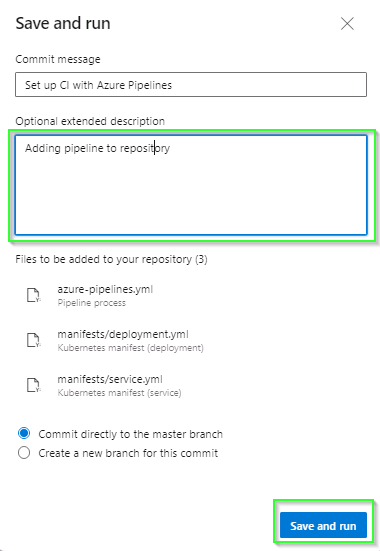 Save and run
Commit message
Set up CI with Azure Pipelines
Optional extended description
Adding pipeline to repository
Files to be added to your repository (3)
azure-pipelines.yml
Pipeline process
manifests/deployment.yml
Kubernetes manifest (deployment)
manifests/service.yml
Kubernetes manifest (service)
Commit directly to the master branch
Create a new branch for this commit
Save and run